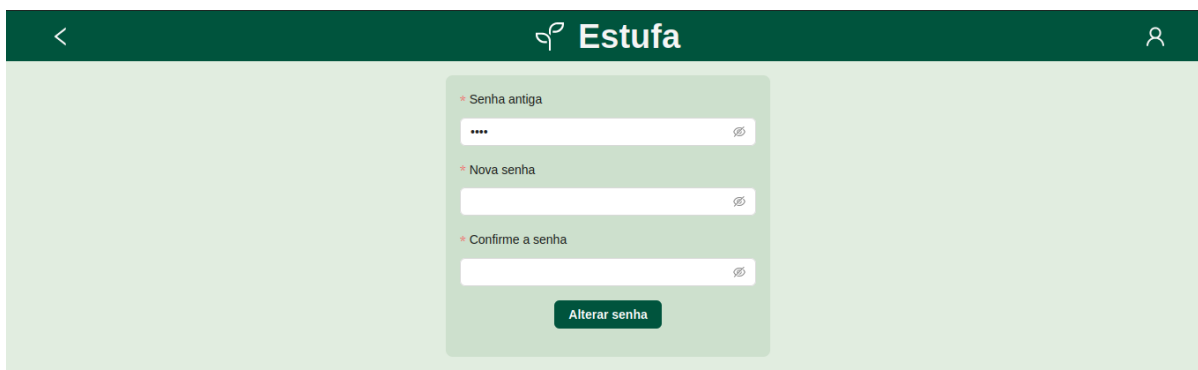 Estufa
* Senha antiga
••••
* Nova senha
* Confirme a senha
Alterar senha